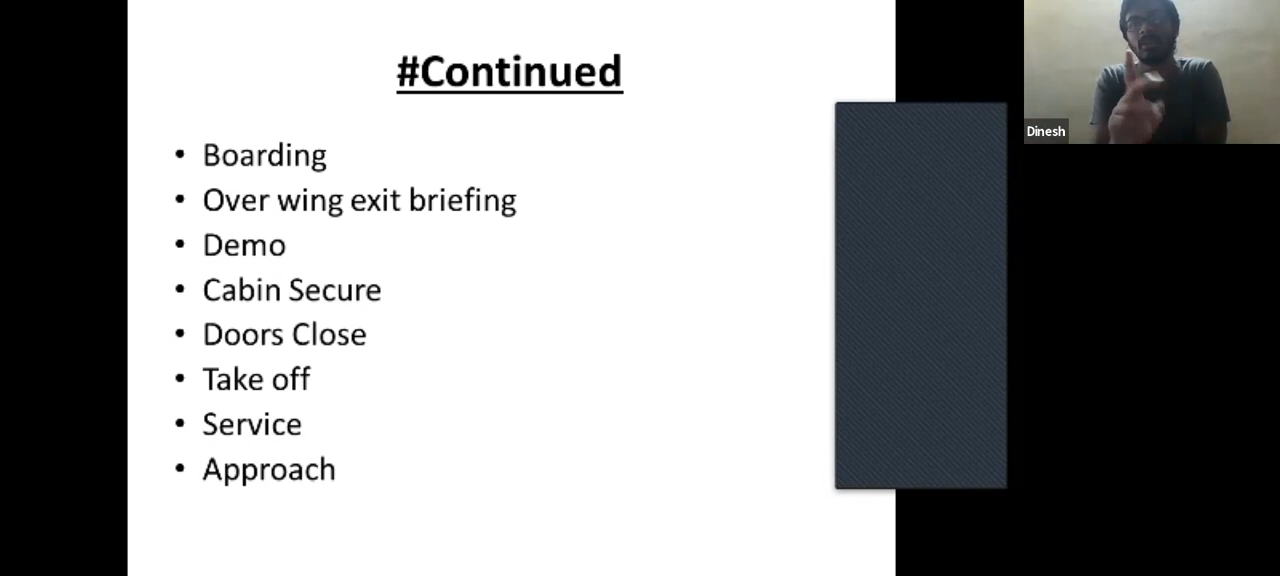 #Continued
• Boarding
• Over wing exit briefing
• Demo
• Cabin Secure
• Doors Close
• Take off
• Service
• Approach
Dinesh